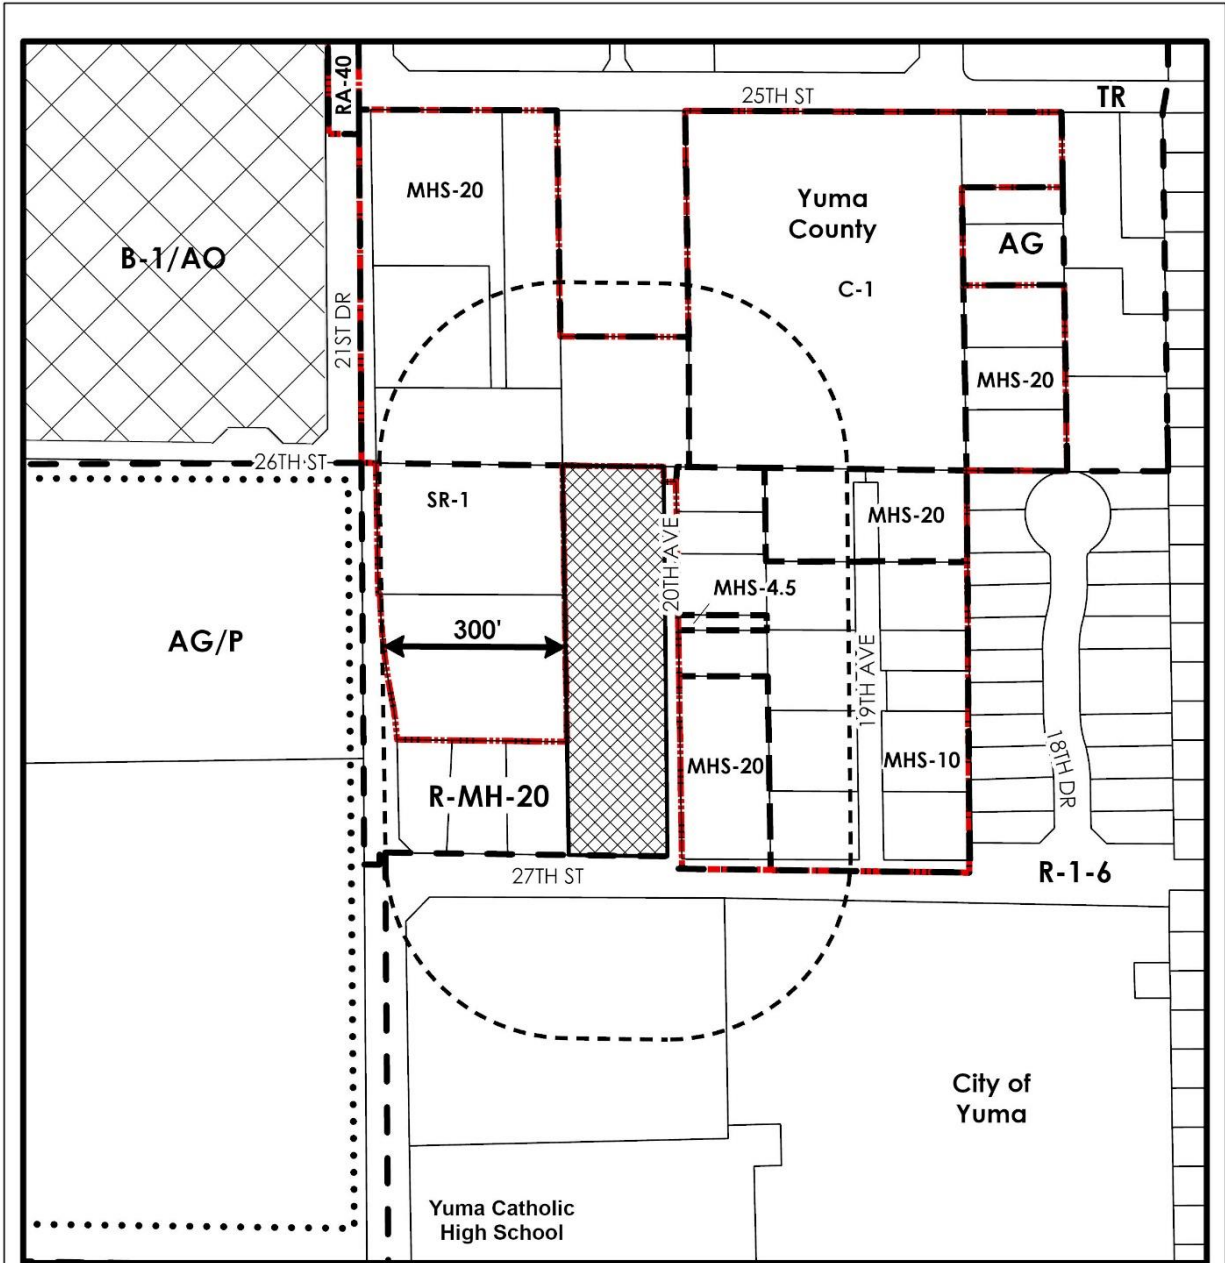 RA-40
25TH ST
TR
MHS-20
Yuma
County
C-1
AG
B-1/AO
21ST DR
MHS-20
26TH ST
SR-1
20TH AVE
MHS-20
MHS-4.5
300'
AG/P
19TH AVE
18TH DR
MHS-20
MHS-10
R-MH-20
27TH ST
R-1-6
City of
Yuma
Yuma Catholic
High School